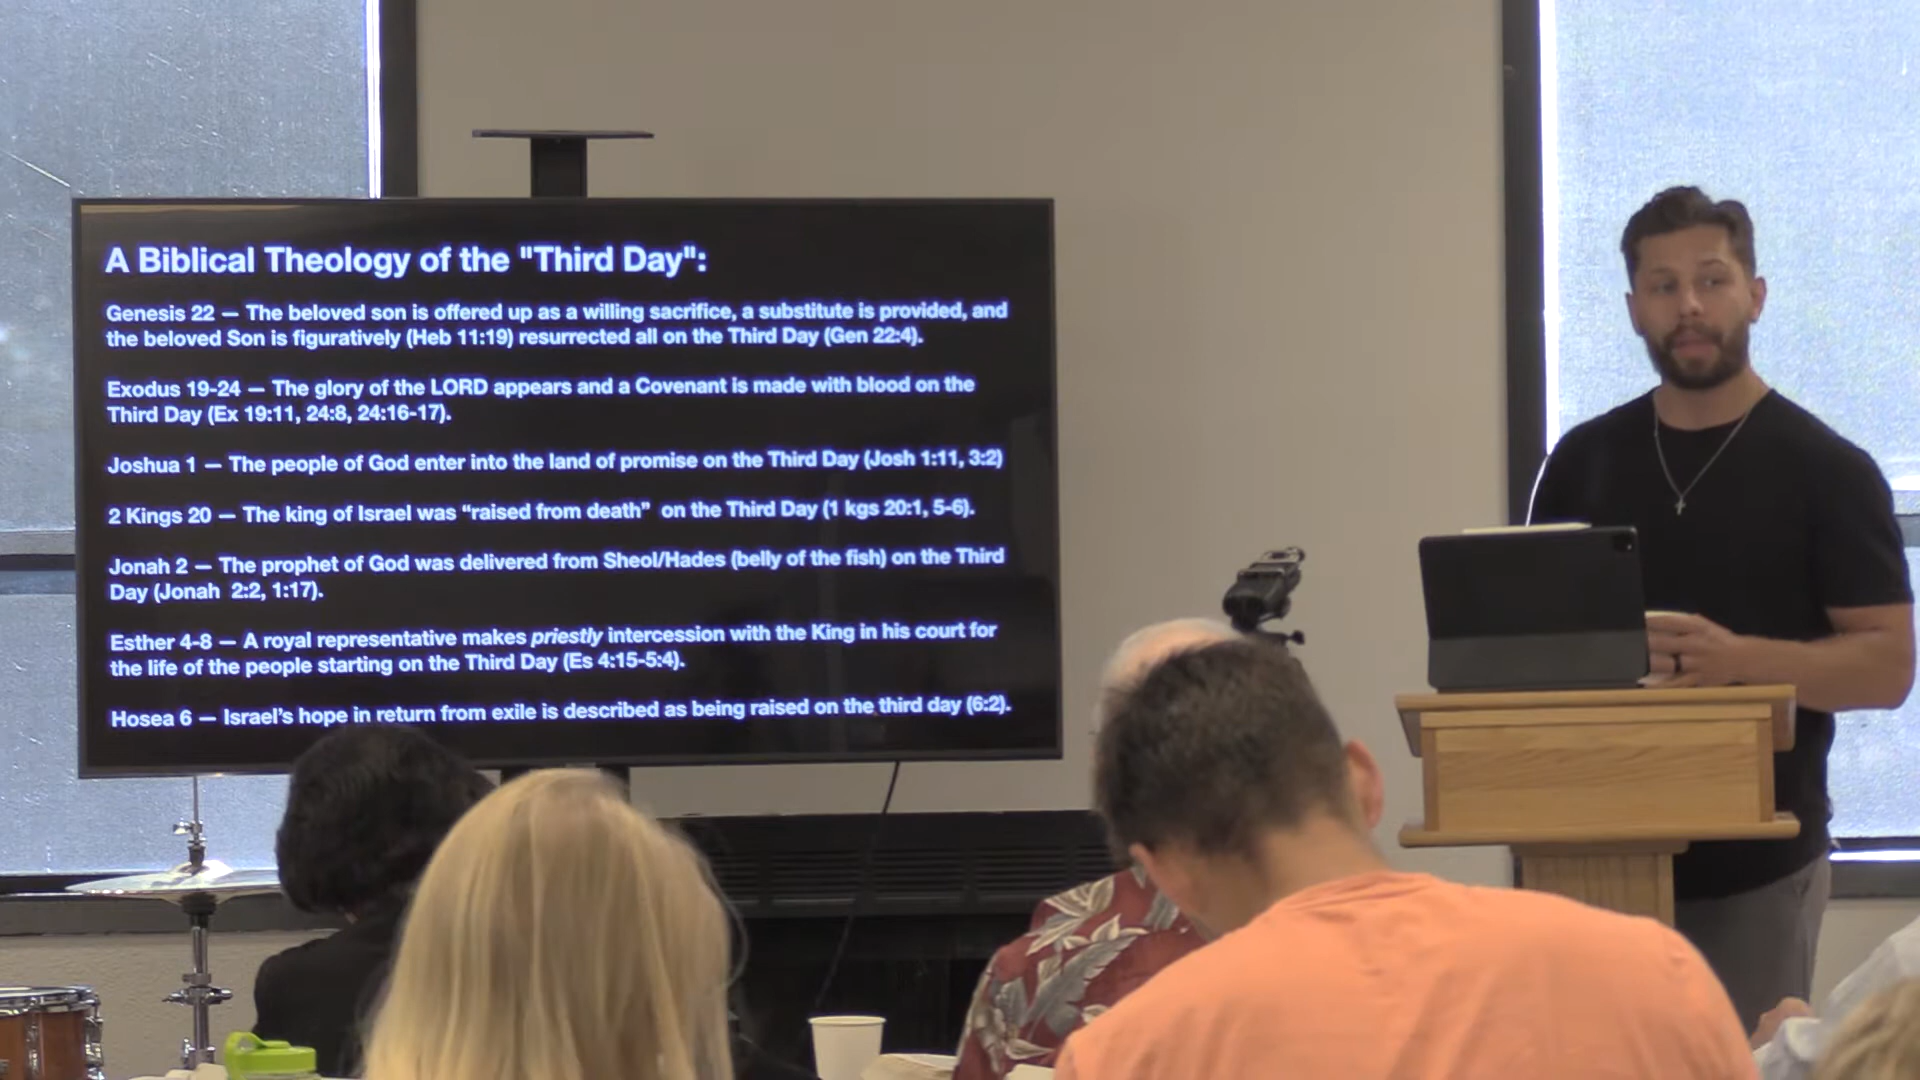 A Biblical Theology of the "Third Day":
Genesis 22 — The beloved son is offered up as a willing sacrifice, a substitute is provided, and
the beloved Son is figuratively (Heb 11:19) resurrected all on the Third Day (Gen 22:4).
Exodus 19-24 — The glory of the LORD appears and a Covenant is made with blood on the
Third Day (Ex 19:11, 24:8, 24:16-17).
Joshua 1 — The people of God enter into the land of promise on the Third Day (Josh 1:11, 3:2)
2 Kings 20 — The king of Israel was “raised from death”  on the Third Day (1 kgs 20:1, 5-6).
Jonah 2 — The prophet of God was delivered from Sheol/Hades (belly of the fish) on the Third
Day (Jonah  2:2, 1:17).
Esther 4-8 — A royal representative makes priestly intercession with the King in his court for
the life of the people starting on the Third Day (Es 4:15-5:4).
Hosea 6 — Israel’s hope in return from exile is described as being raised on the third day (6:2).